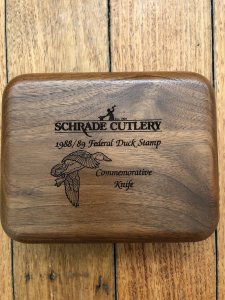 SCHRADE CUTLERY
1988/89 Federal Duck Stamp
Commemorative
Knife